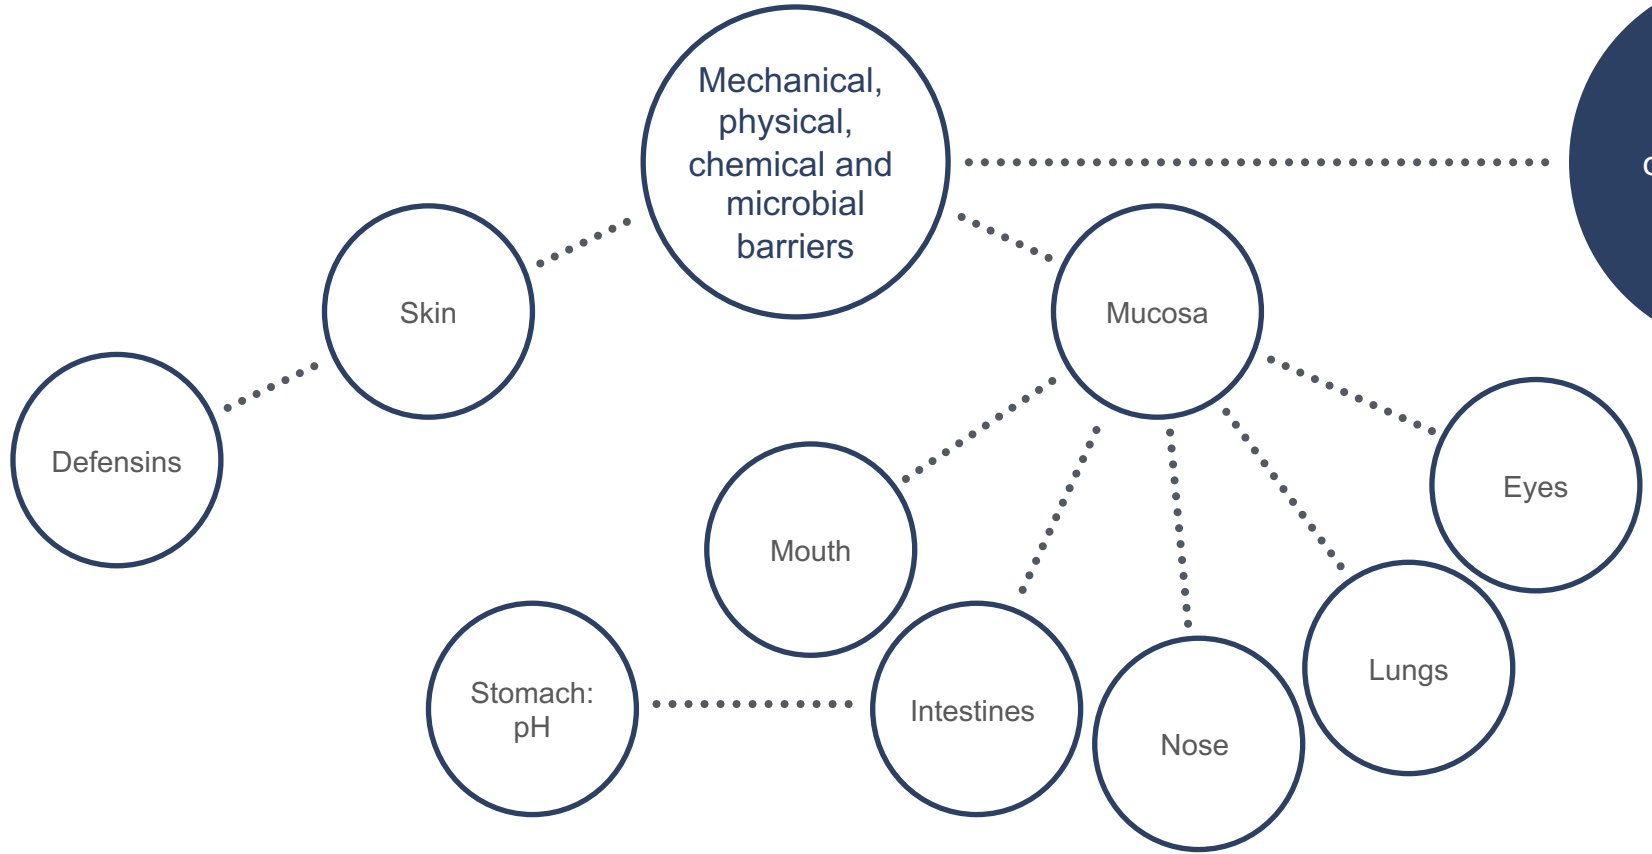 Mechanical,
physical,
chemical and
microbial
barriers
Skin
Mucosa
Defensins
Eyes
Mouth
Lungs
Stomach:
pH
Intestines
Nose